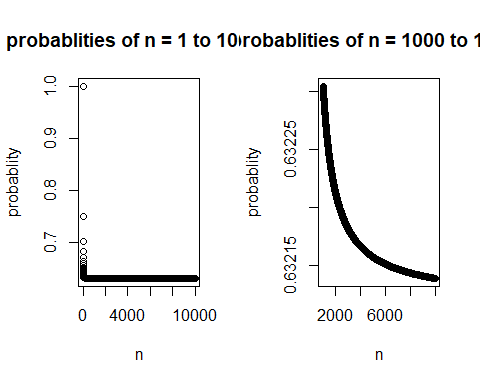 probablities of n = 1 to 10
robablities of n = 1000 to 1
probablity
1.0
0.9
0.8
0.7
0
4000
10000
n
probablity
0.63225
0.63215
2000
6000
n